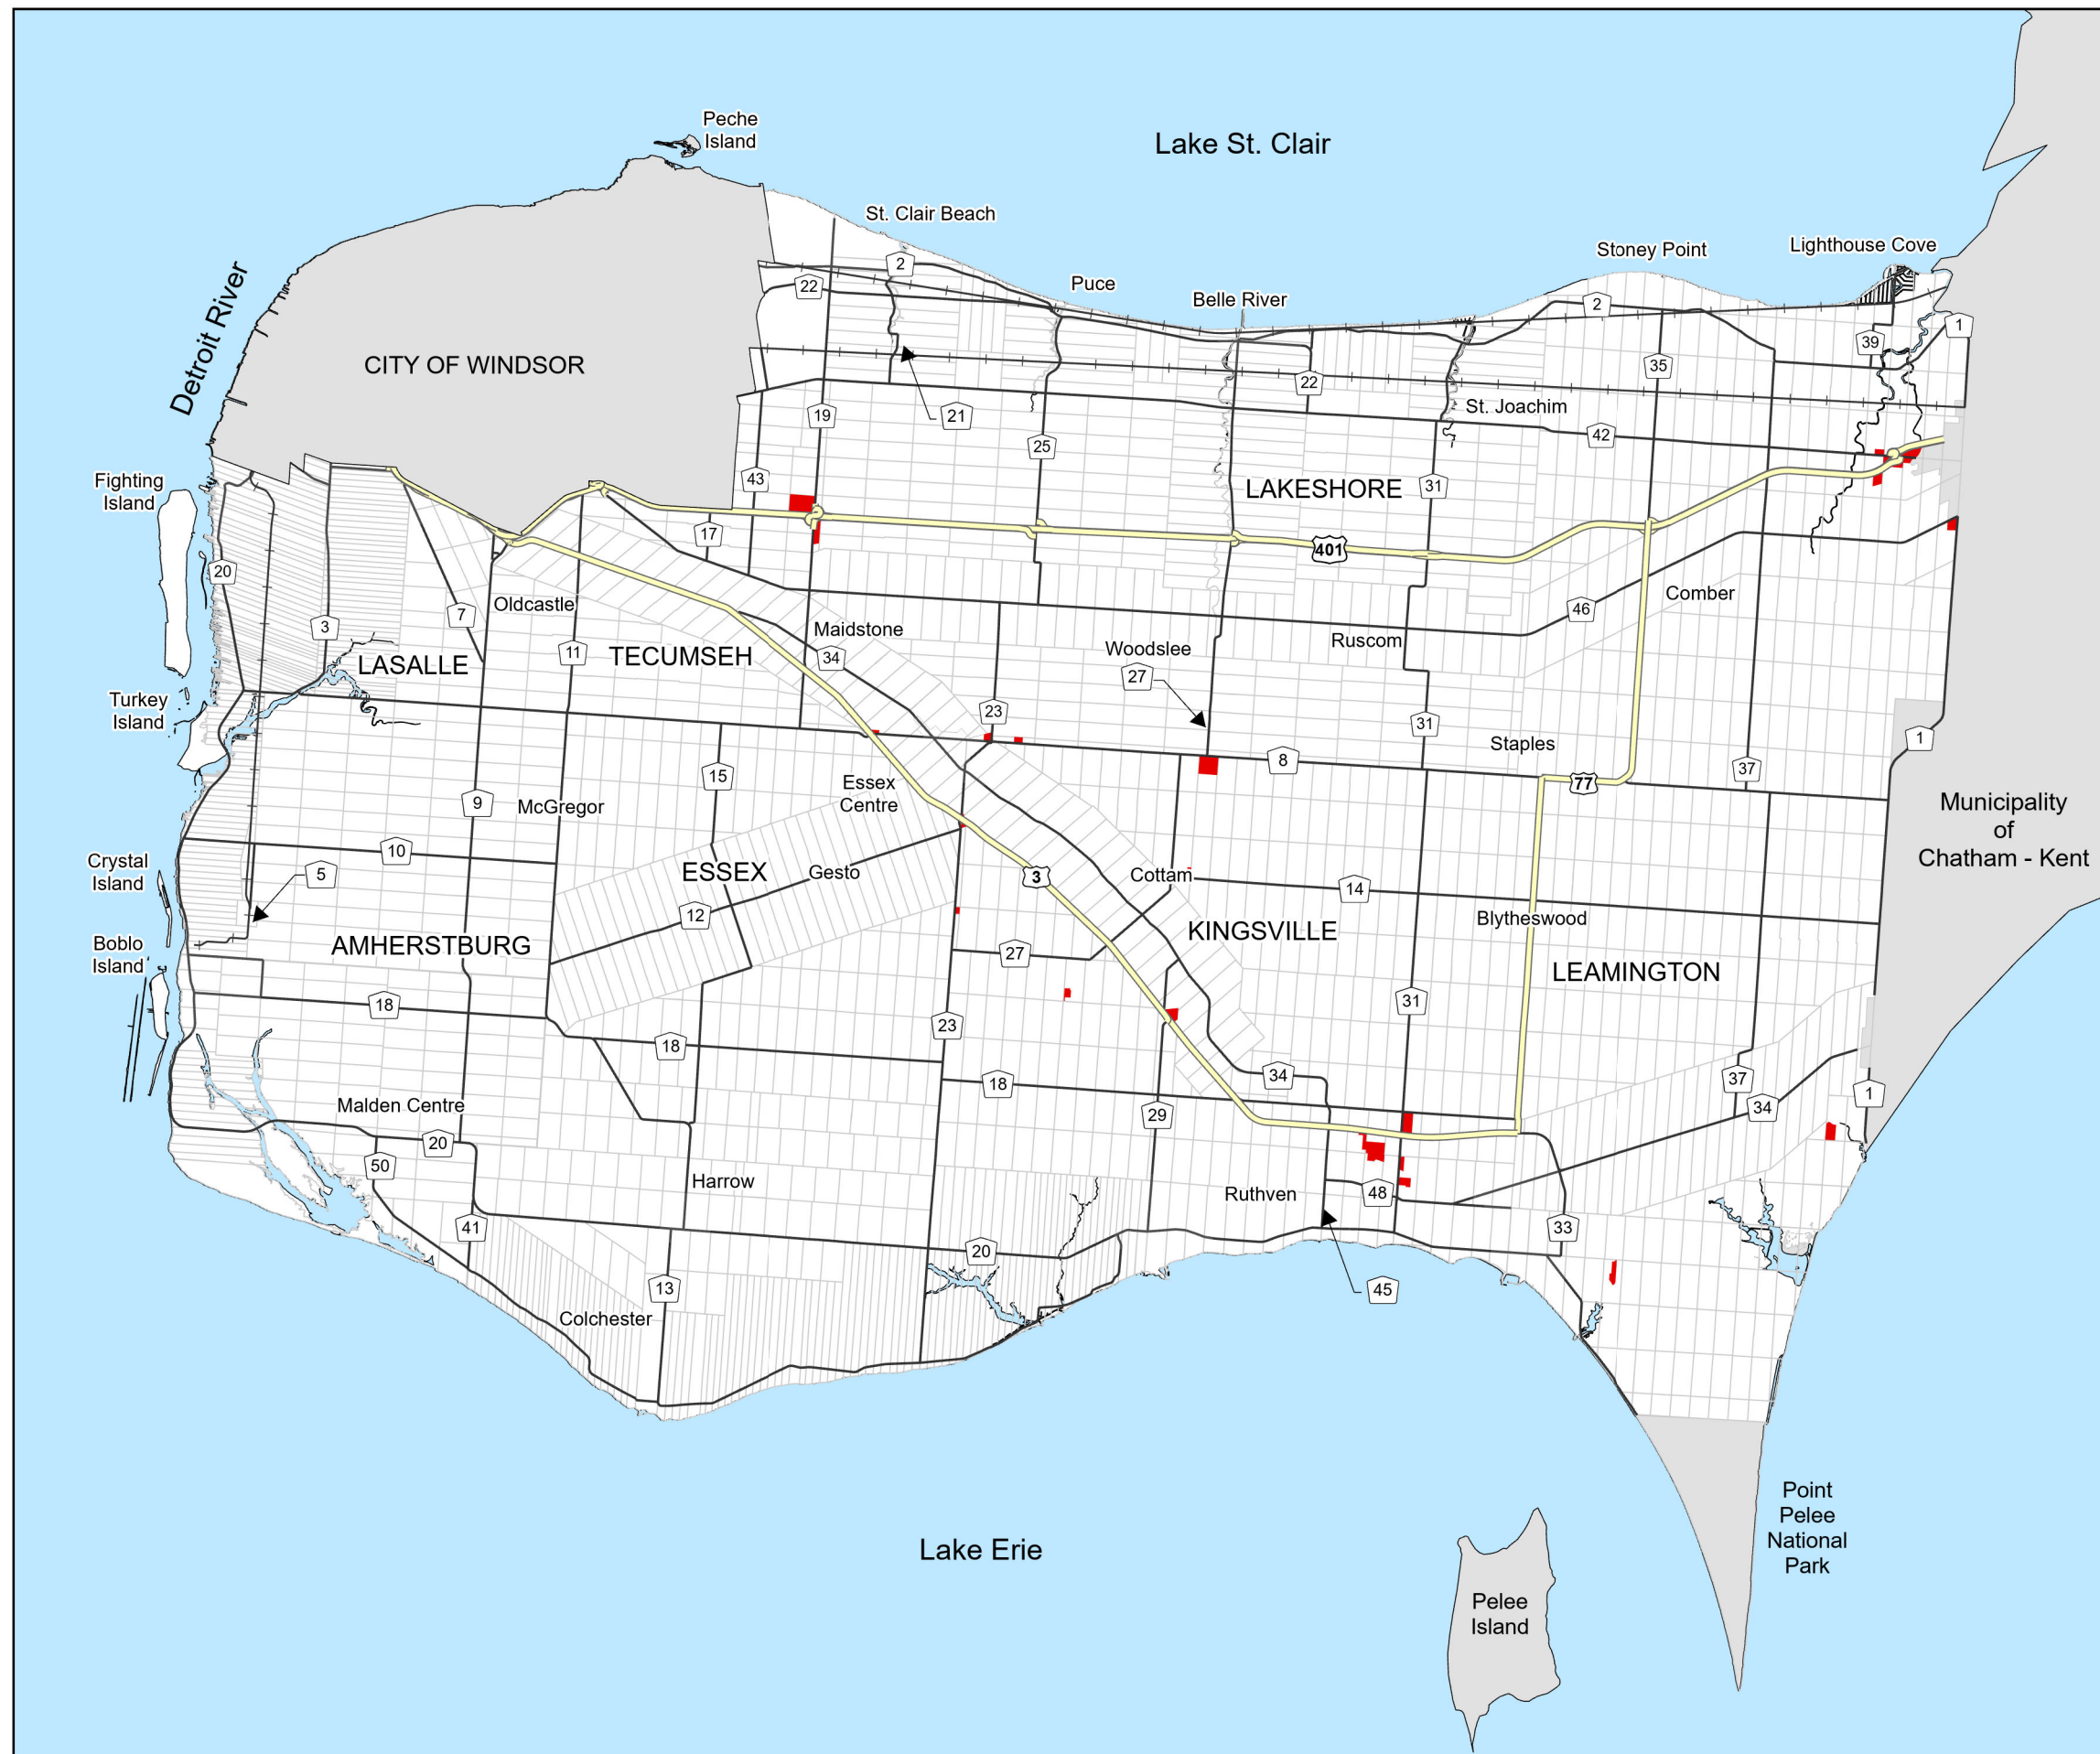 Peche
Island
Lake St. Clair
St. Clair Beach
Lighthouse Cove
Stoney Point
2
Puce
22
Belle River
2
1
Detroit River
39
CITY OF WINDSOR
35
22
19
21
St. Joachim
42
25
43
Fighting
Island
LAKESHORE
31
17
401
20
Comber
Oldcastle
46
7
3
Maidstone
Ruscom
11
TECUMSEH
34
Woodslee
LASALLE
27
Turkey
Island
23
31
1
Staples
8
37
15
77
Essex
Centre
9
McGregor
Municipality
of
Chatham - Kent
10
Crystal
Island
5
ESSEX
Gesto
3
Cottam
14
12
Blytheswood
KINGSVILLE
AMHERSTBURG
Boblo
Island
27
LEAMINGTON
18
31
23
18
34
37
18
1
Malden Centre
34
29
20
50
Harrow
Ruthven
48
41
33
20
13
45
Colchester
Point
Pelee
National
Park
Lake Erie
Pelee
Island